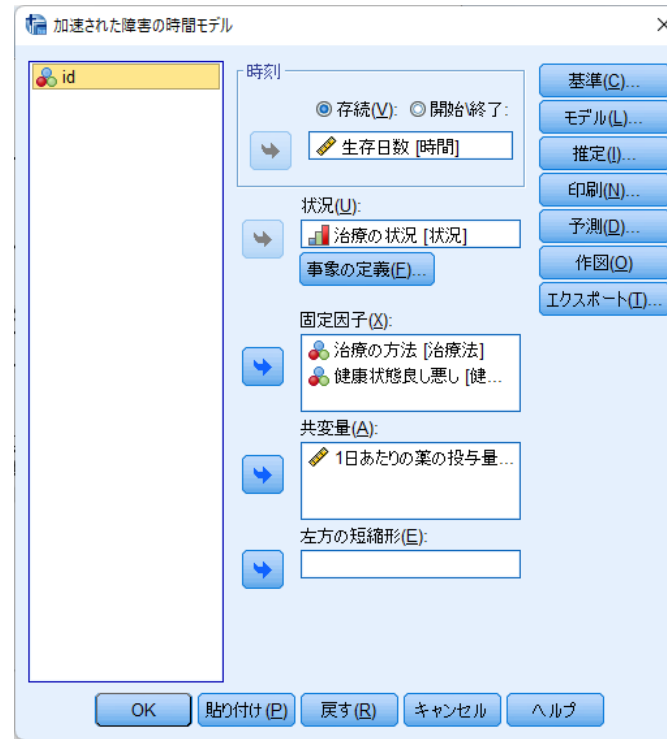 加速された障害の時間モデル
id
時刻
存続(V): 開始\終了:
生存日数 [時間]
状況(U):
治療の状況 [状況]
事象の定義(F)...
固定因子(X):
治療の方法 [治療法]
健康状態良し悪し [健...
共変量(A):
1日あたりの薬の投与量...
左方の短縮形(E):
基準(C)...
モデル(L)...
推定(I)...
印刷(N)...
予測(D)...
作図(O)
エクスポート(T)...
OK 貼り付け(P) 戻す(R) キャンセル ヘルプ